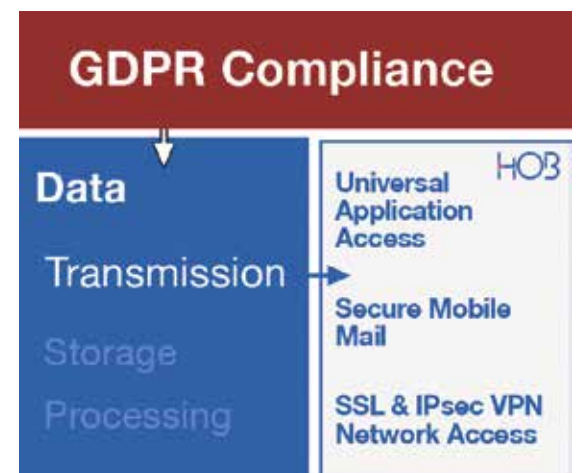 GDPR Compliance
Data
Transmission
Storage
Processing
HOB
Universal
Application
Access
Secure Mobile
Mail
SSL & IPsec VPN
Network Access